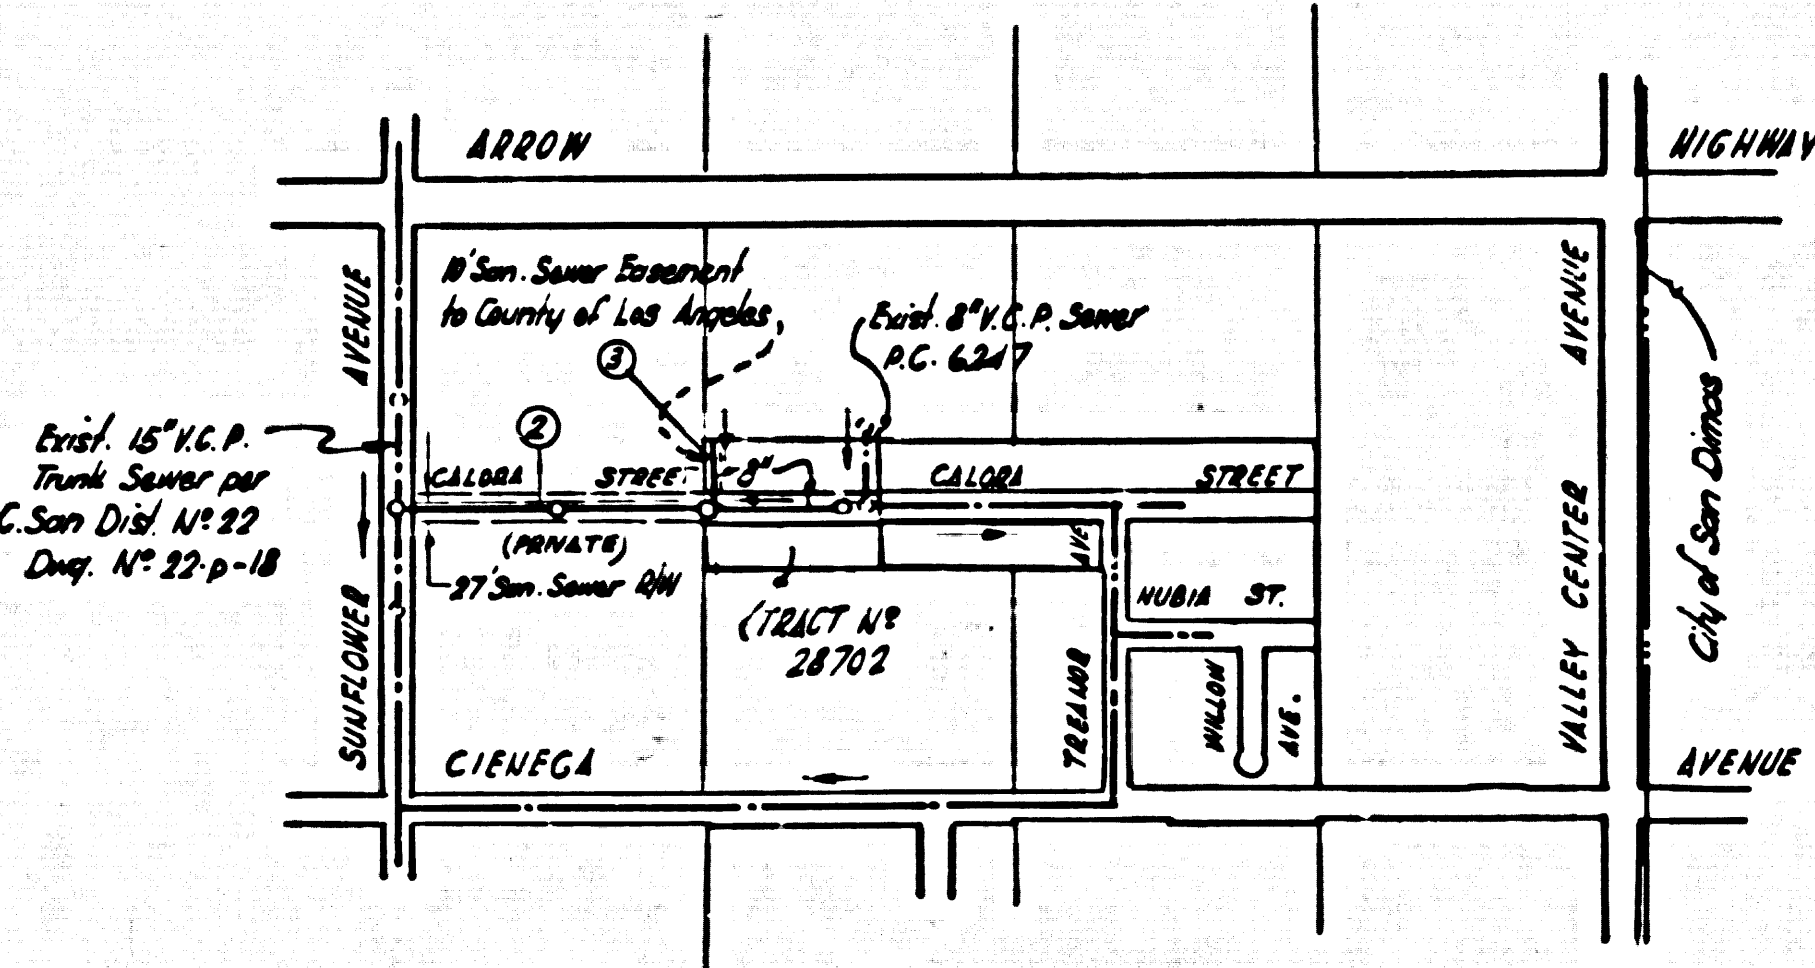 ARROW
HIGHWAY
10' San. Sewer Easement
to County of Los Angeles
Exist. 8" V.C.P. Sewer
P.C. 6247
3
2
AVENUE
AVENUE
Exist. 15" V.C.P.
Trunk Sewer per
C. San Dist. Nº 22
Dwg. Nº 22-p-18
CALORA STREET
8"
CALORA STREET
(PRIVATE)
27' San. Sewer R/W
AVE
NUBIA ST.
(TRACT Nº
28702
SUNFLOWER
TREANOR
WILLOW
AVE.
VALLEY CENTER
City of San Dimas
CIENEGA
AVENUE